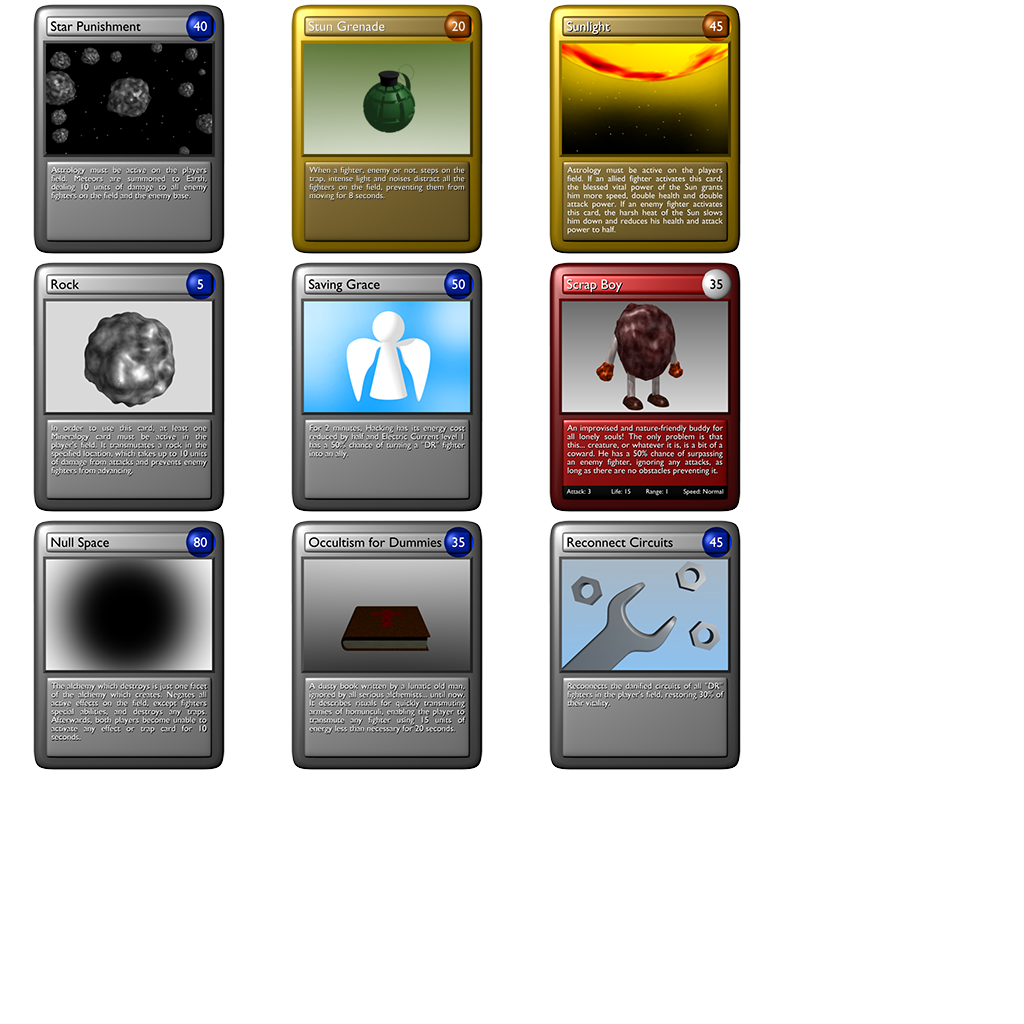 Star Punishment 40
Astrology must be active on the players
field. Meteors are summoned to Earth,
dealing 10 units of damage to all enemy
fighters on the field and the enemy base.
Stun Grenade 20
When a fighter, enemy or not, steps on the
trap, intense light and noises distract all the
fighters on the field, preventing them from
moving for 8 seconds.
Sunlight 45
Astrology must be active on the players
field. If an allied fighter activates this card,
the blessed vital power of the Sun grants
him more speed, double health and double
attack power. If an enemy fighter activates
this card, the harsh heat of the Sun slows
him down and reduces his health and attack
power to half.
Rock 5
In order to use this card, at least one
Mineralogy card must be active in the
player's field. It transmutates a rock in the
specified location, which takes up to 10 units
of damage from attacks and prevents enemy
fighters from advancing.
Saving Grace 50
For 2 minutes, Hacking has its energy cost
reduced by half and Electric Current level 1
has a 50% chance of turning a "DR" fighter
into an ally.
Scrap Boy 35
An improvised and nature-friendly buddy for
all lonely souls! The only problem is that
this... creature, or whatever it is, is a bit of a
coward. He has a 50% chance of surpassing
an enemy fighter, ignoring any attacks, as
long as there are no obstacles preventing it.
Attack: 3 Life: 15 Range: 1 Speed: Normal
Null Space 80
The alchemy which destroys is just one facet
of the alchemy which creates. Negates all
active effects on the field, except fighters
special abilities, and destroys any traps.
Afterwards, both players become unable to
activate any effect or trap card for 10
seconds.
Occultism for Dummies 35
A dusty book written by a lunatic old man,
ignored by all serious alchemists... until now.
It describes rituals for quickly transmuting
armies of homunculi, enabling the player to
transmute any fighter using 15 units of
energy less than necessary for 20 seconds.
Reconnect Circuits 45
Reconnects the danified circuits of all "DR"
fighters in the player's field, restoring 30% of
their vitality.